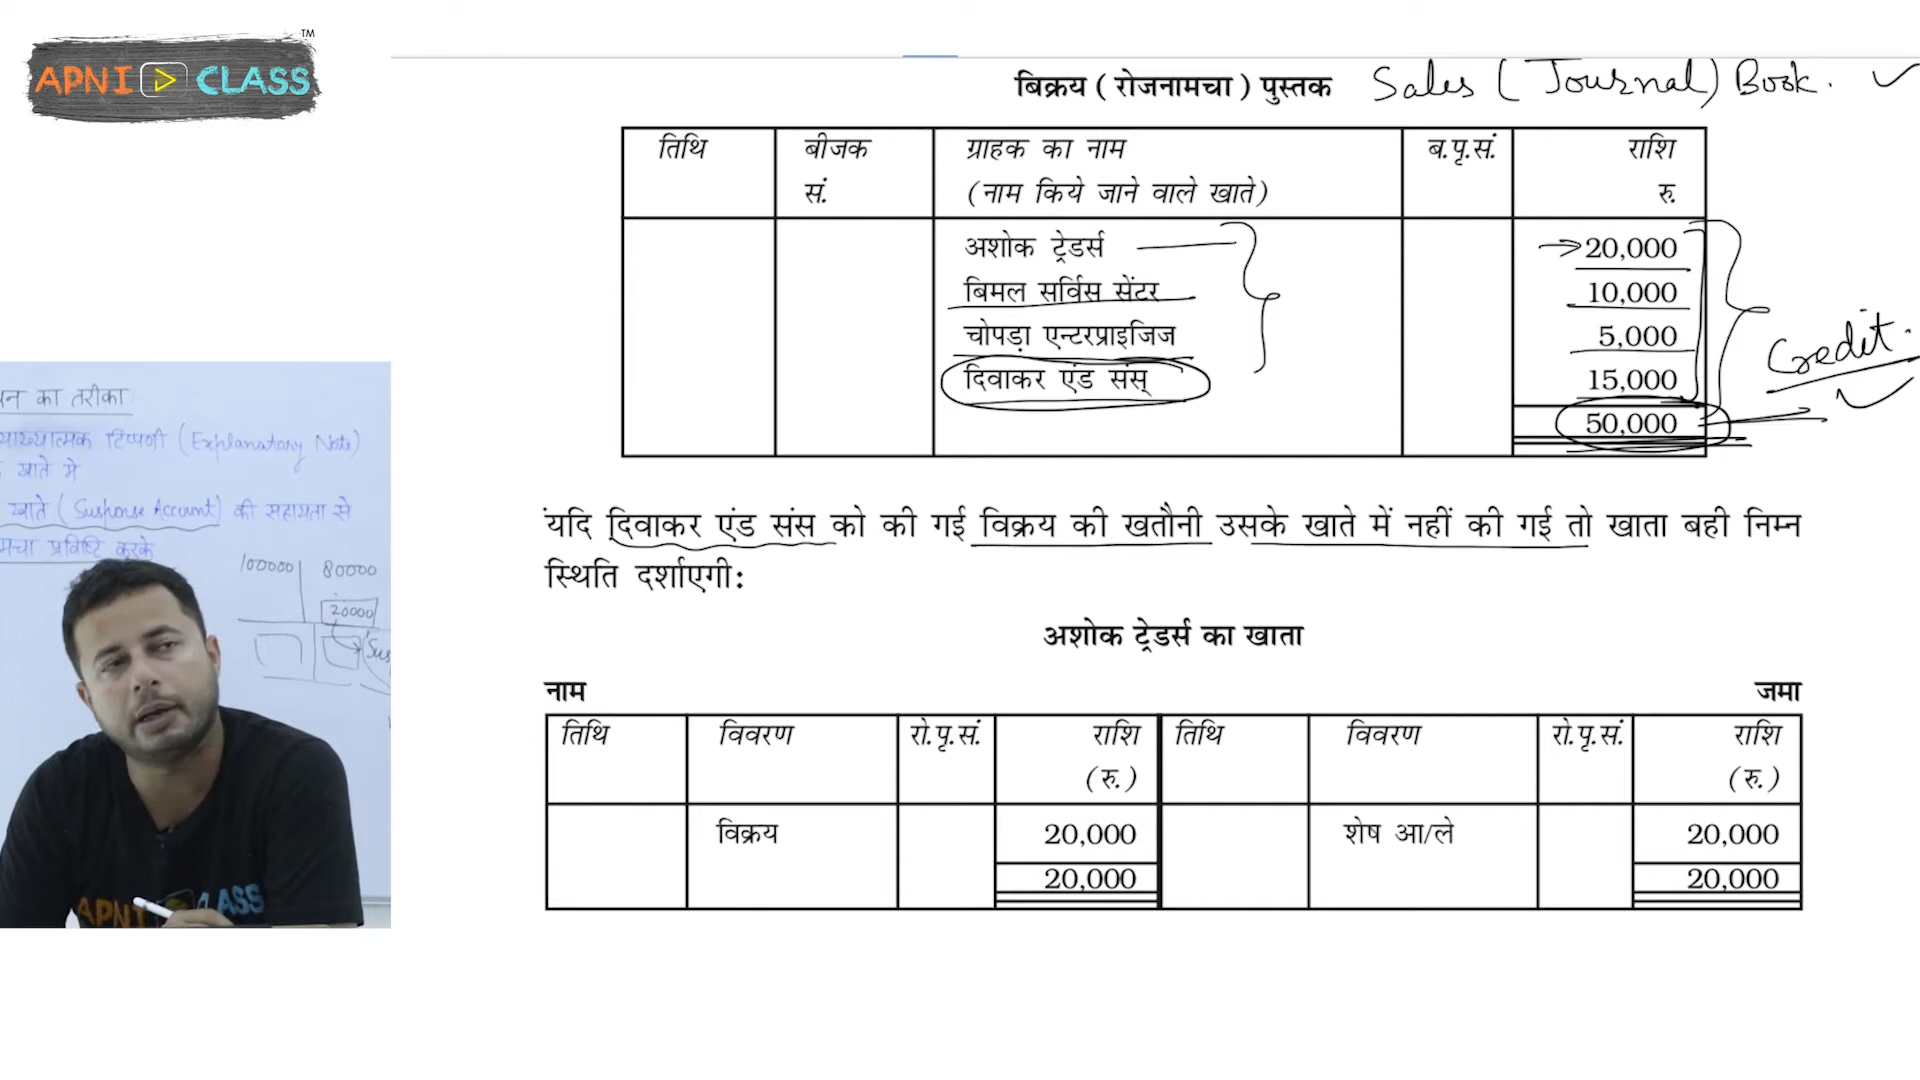 APNI CLASS
TM
बिक्रय ( रोजनामचा ) पुस्तक Sales (Journal) Book.
तिथि बीजक सं. ग्राहक का नाम (नाम किये जाने वाले खाते) ब.पृ.सं. राशि रु.
अशोक ट्रेडर्स 20,000
बिमल सर्विस सेंटर 10,000
चोपड़ा एन्टरप्राइजिज 5,000
दिवाकर एंड संस् 15,000
50,000
Credit.
यदि दिवाकर एंड संस को की गई विक्रय की खतौनी उसके खाते में नहीं की गई तो खाता बही निम्न
स्थिति दर्शाएगी:
अशोक ट्रेडर्स का खाता
नाम जमा
तिथि विवरण रो.पृ.सं. राशि (रु.) तिथि विवरण रो.पृ.सं. राशि (रु.)
विक्रय 20,000 शेष आ/ले 20,000
20,000 20,000
का तरीका
टिप्पणी (Explanatory Note)
खाते में
खाते (Suspense Account) की सहायता से
प्रविष्टि करके
100000 80000
20000
APNI CLASS